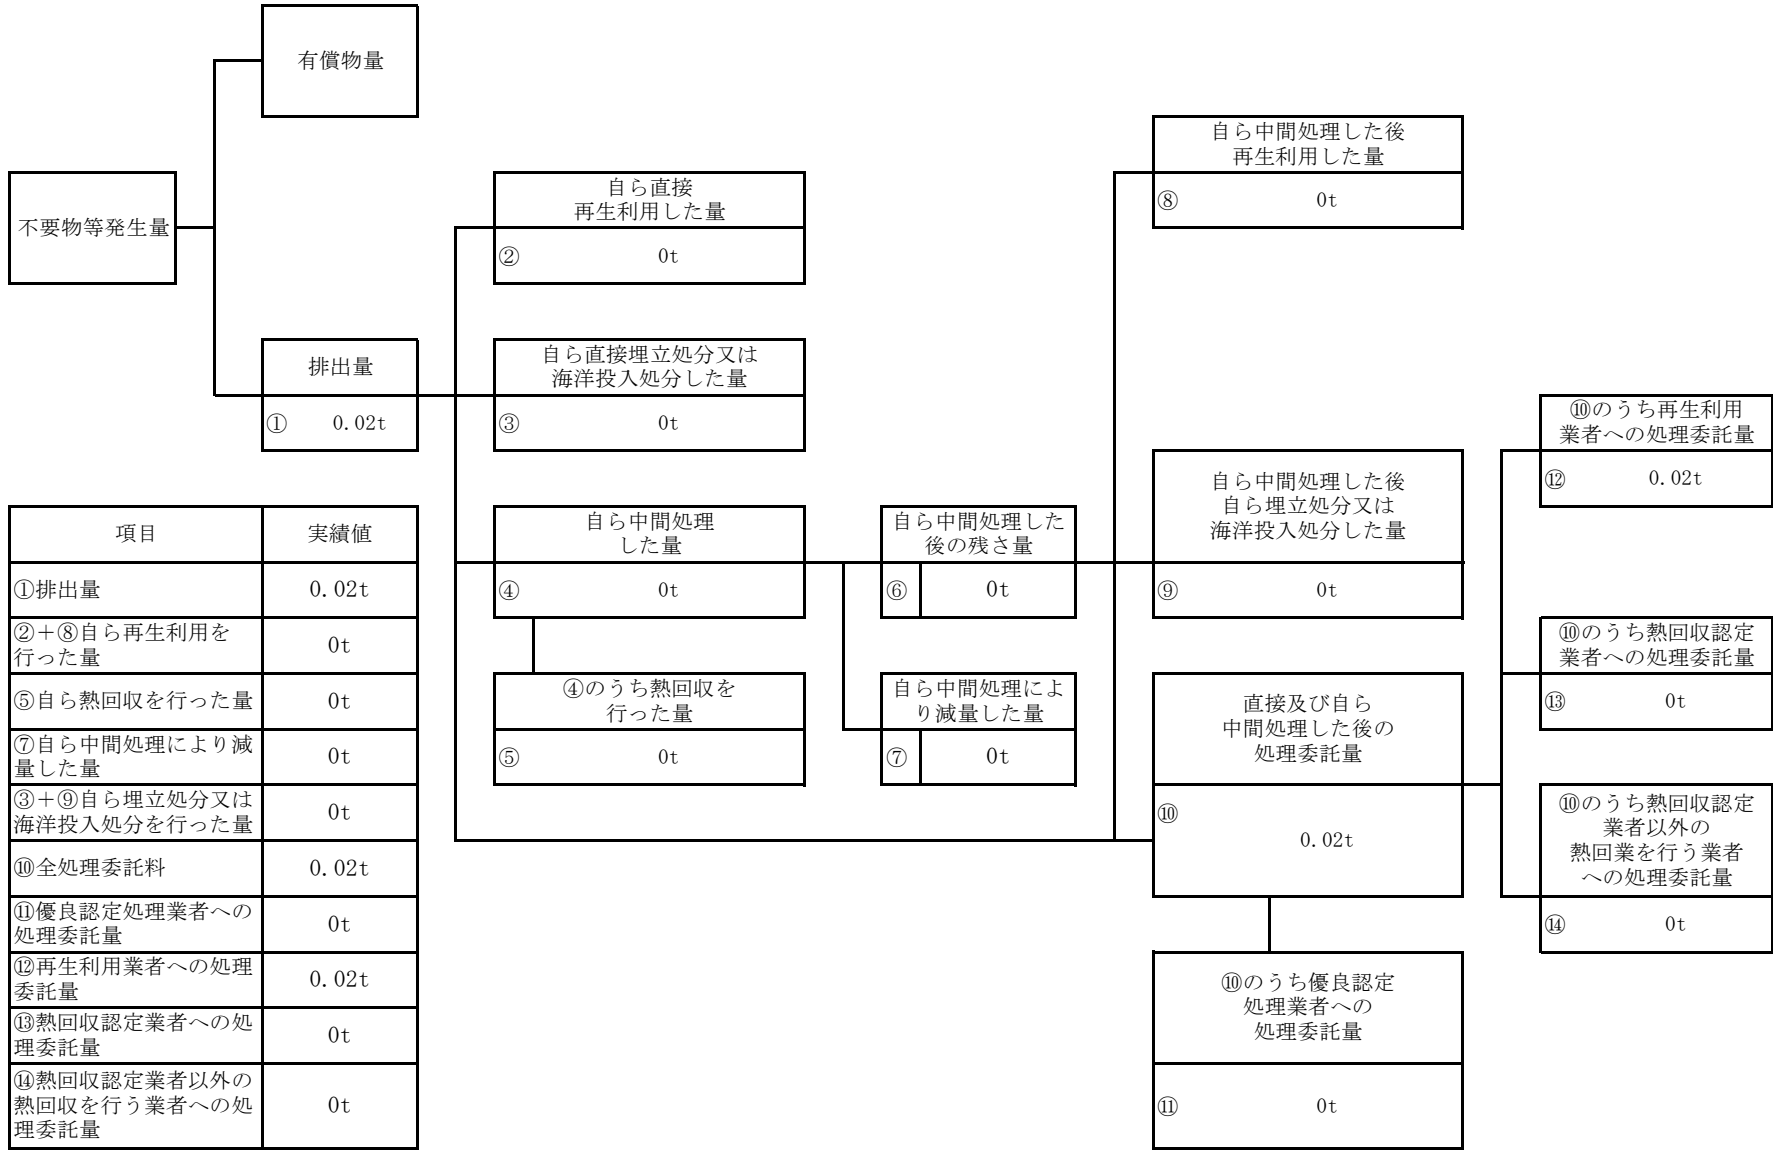 有償物量
不要物等発生量
排出量
① 0.02t
自ら直接
再生利用した量
② 0t
自ら直接埋立処分又は
海洋投入処分した量
③ 0t
自ら中間処理
した量
④ 0t
④のうち熱回収を
行った量
⑤ 0t
自ら中間処理した
後の残さ量
⑥ 0t
自ら中間処理によ
り減量した量
⑦ 0t
自ら中間処理した後
再生利用した量
⑧ 0t
自ら中間処理した後
自ら埋立処分又は
海洋投入処分した量
⑨ 0t
直接及び自ら
中間処理した後の
処理委託量
⑩
0.02t
⑩のうち優良認定
処理業者への
処理委託量
⑪ 0t
⑩のうち再生利用
業者への処理委託量
⑫ 0.02t
⑩のうち熱回収認定
業者への処理委託量
⑬ 0t
⑩のうち熱回収認定
業者以外の
熱回業を行う業者
への処理委託量
⑭ 0t
項目 実績値
①排出量 0.02t
②+⑧自ら再生利用を
行った量
0t
⑤自ら熱回収を行った量 0t
⑦自ら中間処理により減
量した量
0t
③+⑨自ら埋立処分又は
海洋投入処分を行った量
0t
⑩全処理委託料 0.02t
⑪優良認定処理業者への
処理委託量
0t
⑫再生利用業者への処理
委託量
0.02t
⑬熱回収認定業者への処
理委託量
0t
⑭熱回収認定業者以外の
熱回収を行う業者への処
理委託量
0t